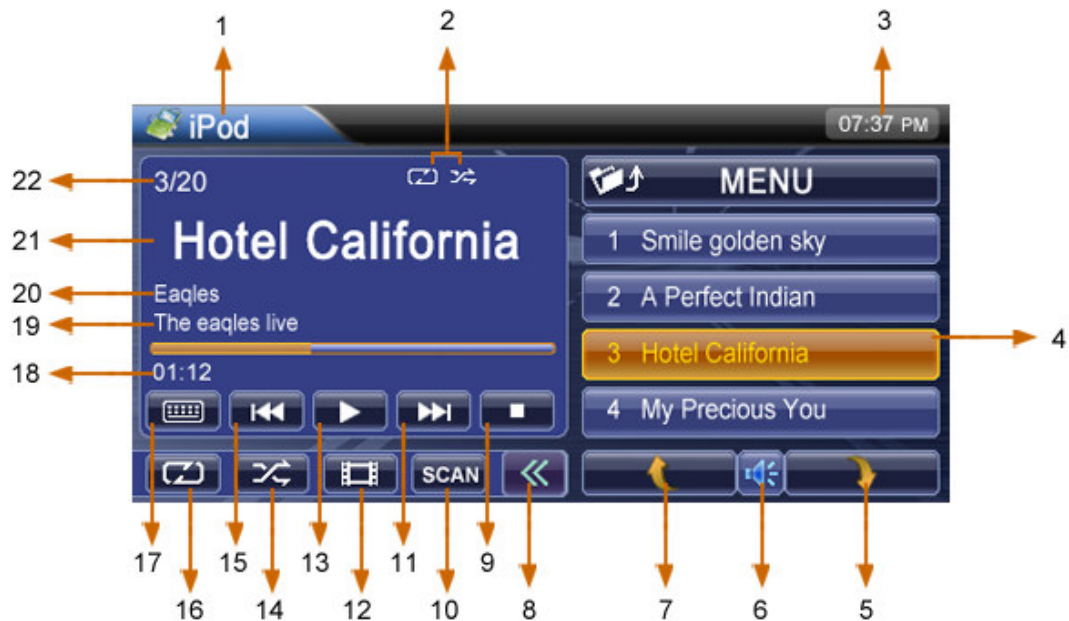 1
2
3
iPod
07:37 PM
22
3/20
MENU
21
Hotel California
1 Smile golden sky
20
Eaqles
2 A Perfect Indian
19
The eaqles live
3 Hotel California
4
18
01:12
4 My Precious You
SCAN
17
15
13
11
9
16
14
12
10
8
7
6
5